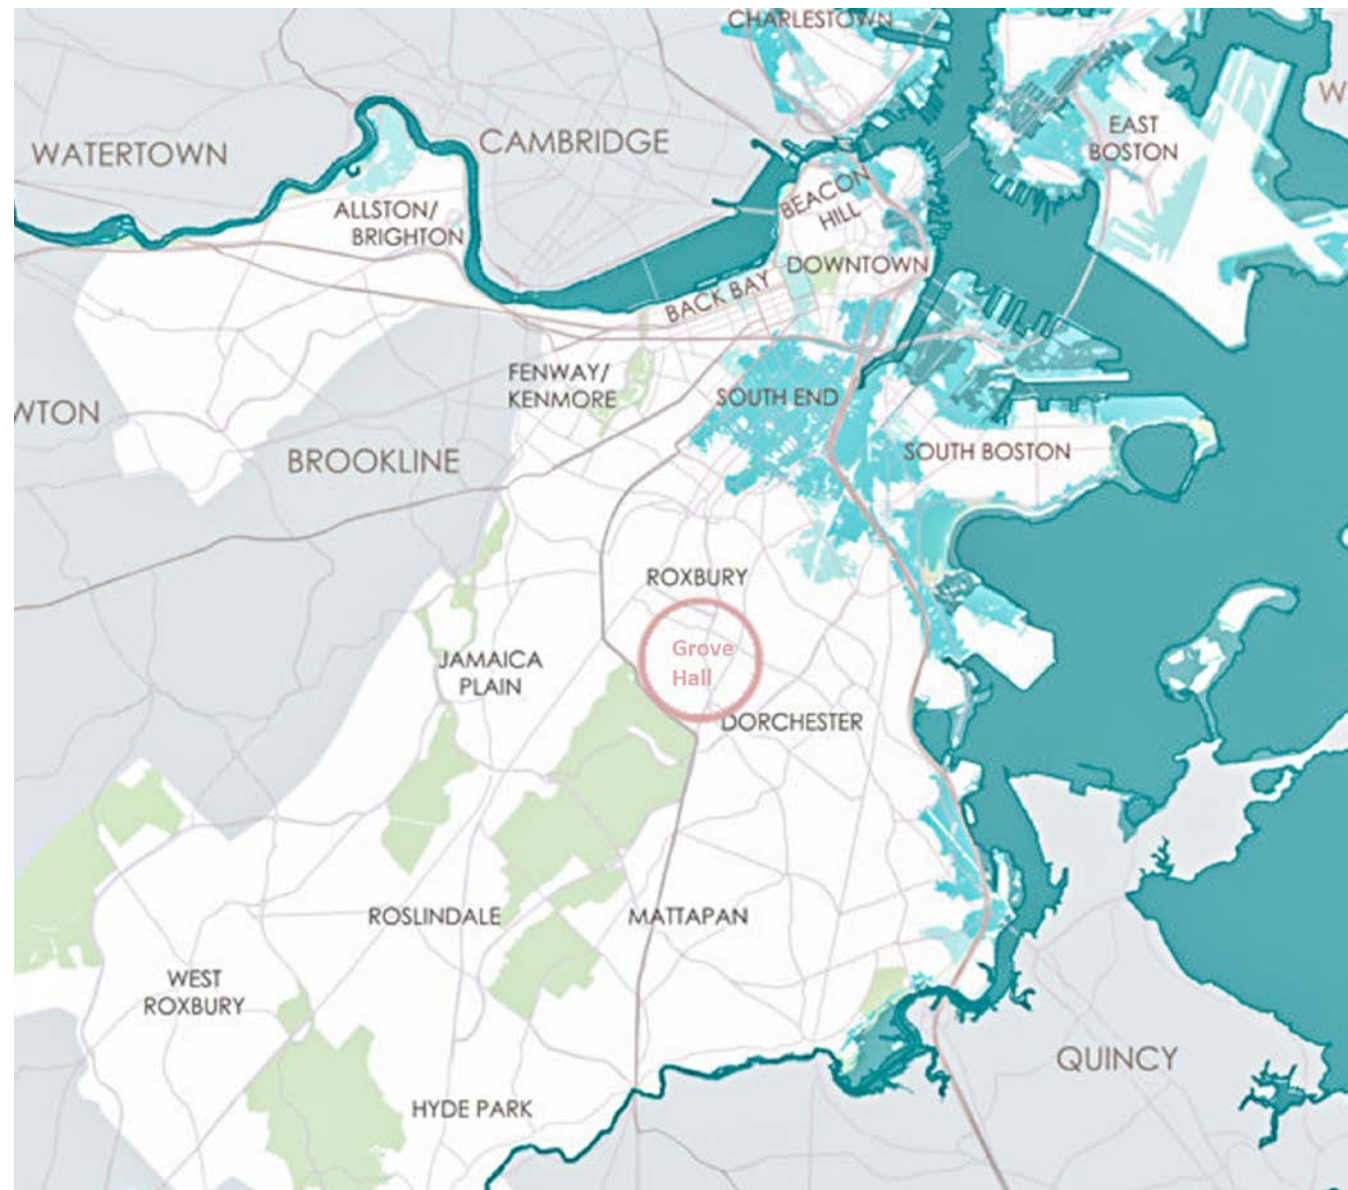 CHARLESTOWN
W
EAST
BOSTON
WATERTOWN
CAMBRIDGE
BEACON
HILL
ALLSTON/
BRIGHTON
DOWNTOWN
BACK BAY
FENWAY/
KENMORE
SOUTH END
WTON
BROOKLINE
SOUTH BOSTON
ROXBURY
Grove
Hall
JAMAICA
PLAIN
DORCHESTER
ROSLINDALE
MATTAPAN
WEST
ROXBURY
QUINCY
HYDE PARK